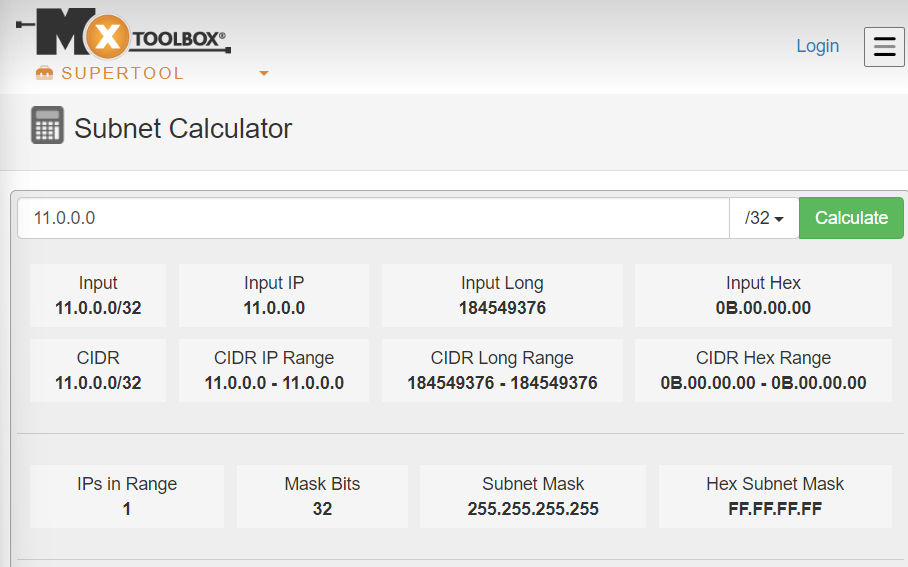 MX TOOLBOX®
SUPERTOOL
Login
Subnet Calculator
11.0.0.0 /32 Calculate
Input Input IP Input Long Input Hex
11.0.0.0/32 11.0.0.0 184549376 0B.00.00.00
CIDR CIDR IP Range CIDR Long Range CIDR Hex Range
11.0.0.0/32 11.0.0.0 - 11.0.0.0 184549376 - 184549376 0B.00.00.00 - 0B.00.00.00
IPs in Range Mask Bits Subnet Mask Hex Subnet Mask
1 32 255.255.255.255 FF.FF.FF.FF